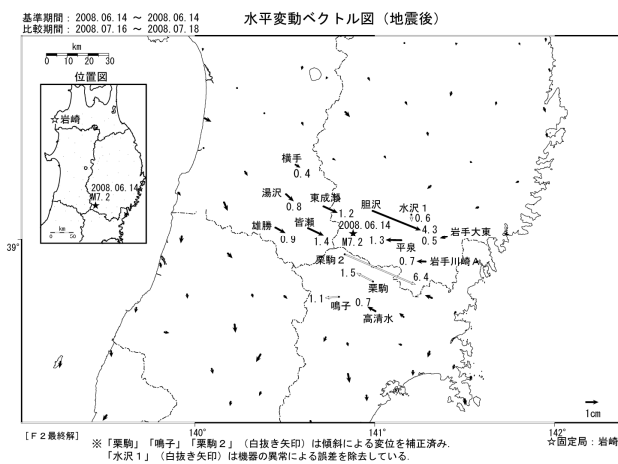 基準期間：2008.06.14 ～ 2008.06.14
比較期間：2008.07.16 ～ 2008.07.18
水平変動ベクトル図（地震後）
km
0 10 20 30
位置図
☆岩崎
2008.06.14
M7.2
km
0 50
横手
0.4
湯沢
0.8
東成瀬
1.2
胆沢
4.3
水沢１
0.6
雄勝
0.9
皆瀬
1.4
2008.06.14
M7.2
平泉
1.3
岩手大東
0.5
栗駒２
6.4
0.7
岩手川崎Ａ
1.5
栗駒
1.1
鳴子
0.7
高清水
39°
140°
141°
142°
1cm
[Ｆ２最終解]
☆固定局：岩崎
※「栗駒」「鳴子」「栗駒２」（白抜き矢印）は傾斜による変位を補正済み.
「水沢１」（白抜き矢印）は機器の異常による誤差を除去している.